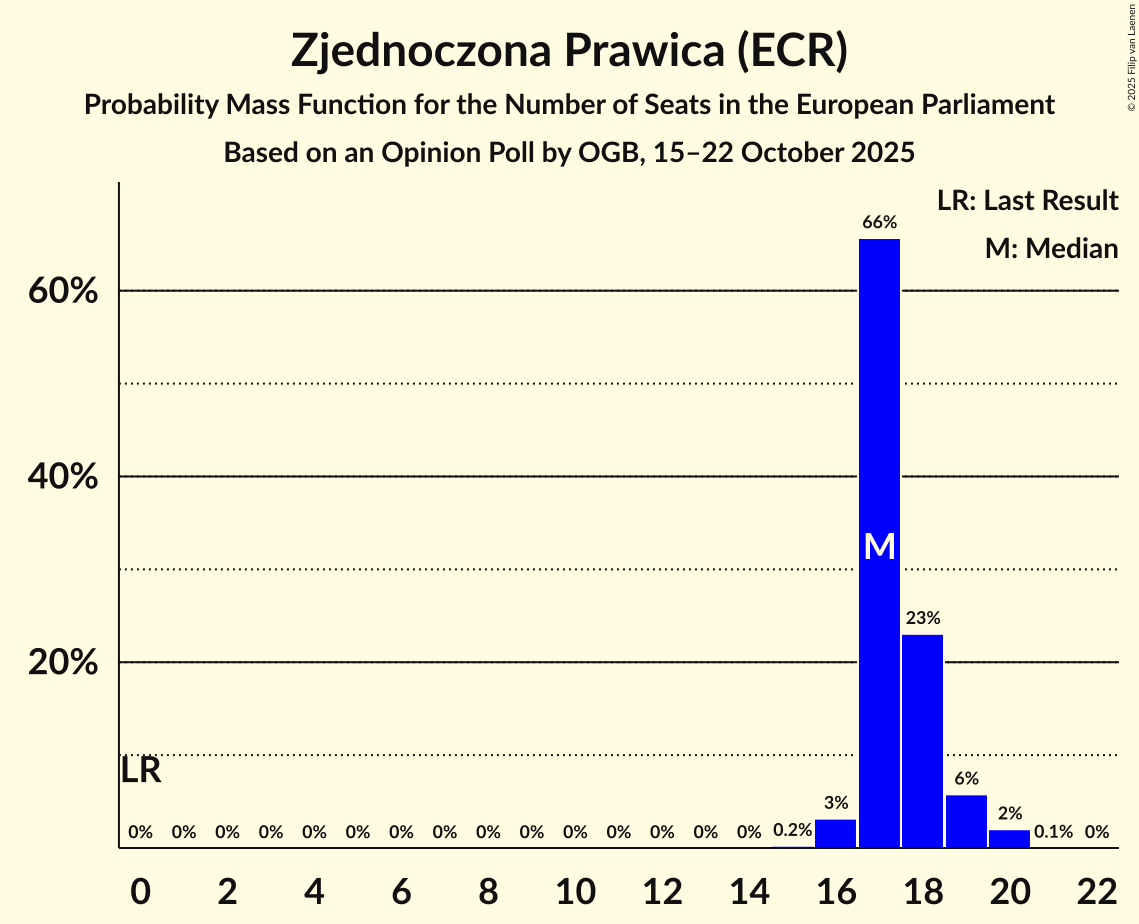 Zjednoczona Prawica (ECR)
Probability Mass Function for the Number of Seats in the European Parliament
Based on an Opinion Poll by OGB, 15–22 October 2025
© 2025 Filip van Laenen
LR: Last Result
M: Median
60%
40%
20%
66%
M
23%
LR
6%
3%
2%
0% 0% 0% 0% 0% 0% 0% 0% 0% 0% 0% 0% 0% 0% 0% 0.2% 0.1% 0%
0 2 4 6 8 10 12 14 16 18 20 22